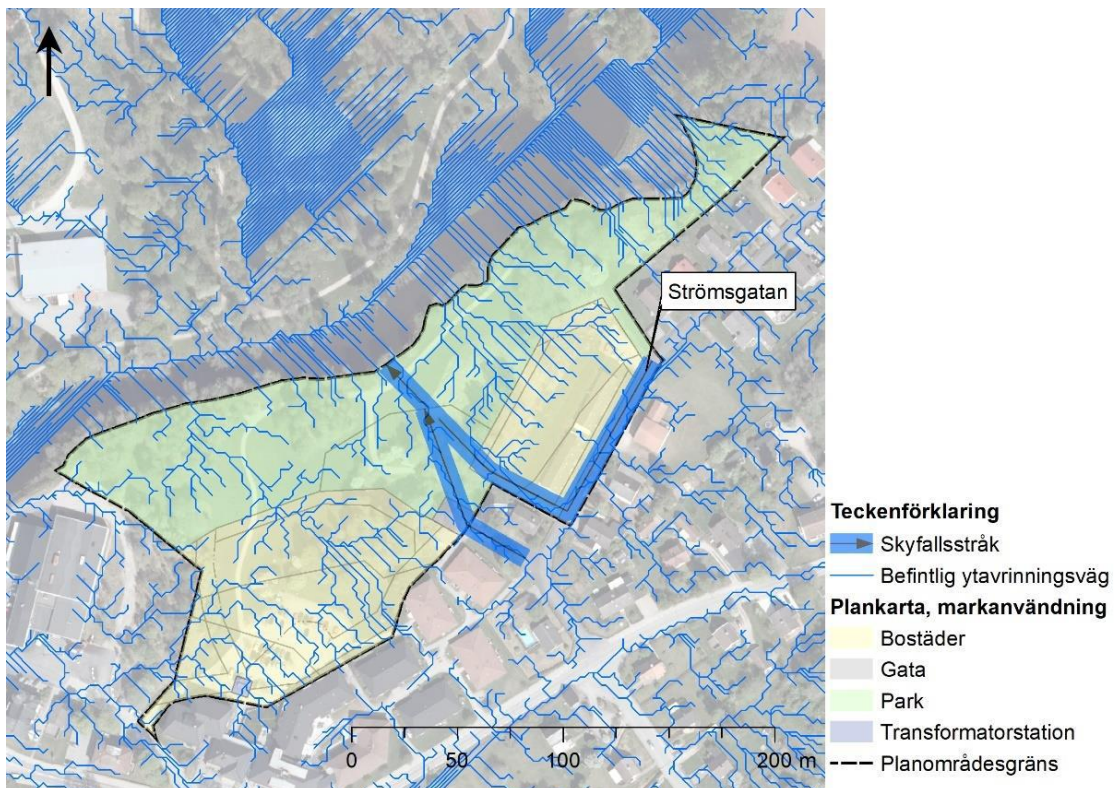 Strömsgatan
0
50
100
200 m
Teckenförklaring
Skyfallsstråk
Befintlig ytavrinningsväg
Plankarta, markanvändning
Bostäder
Gata
Park
Transformatorstation
Planområdesgräns